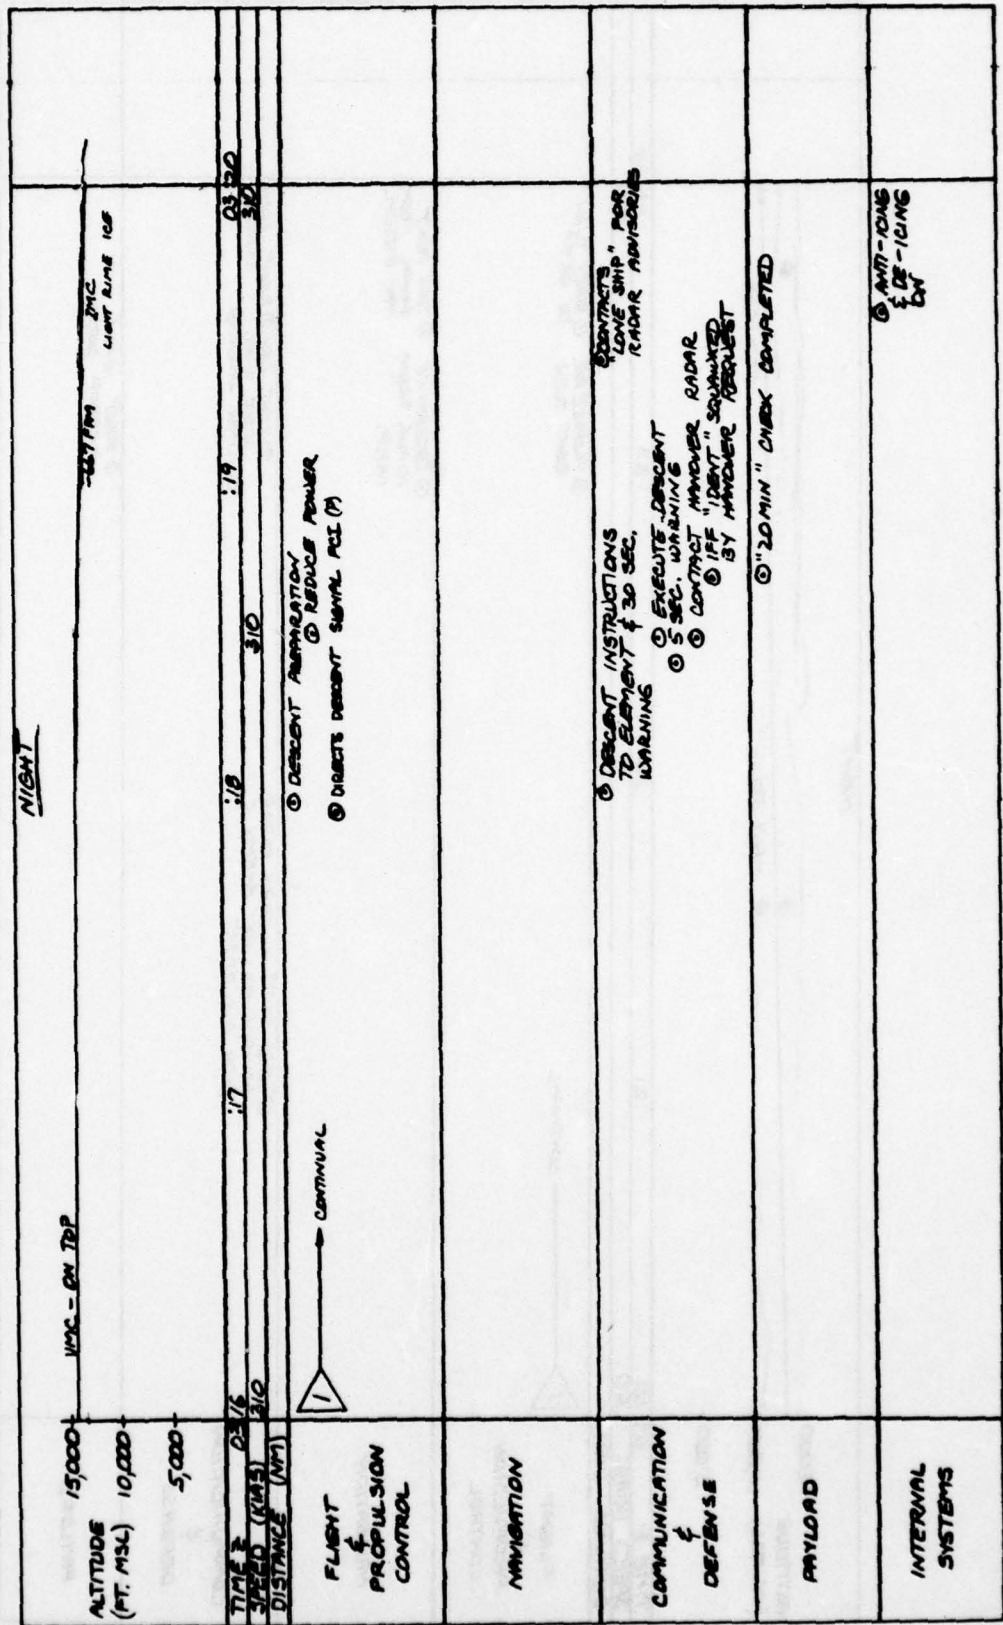 NIGHT
ALTITUDE
(FT. MSL)
15,000
10,000
5,000
VMC - ON TOP
-667 FPM
IMC
LIGHT RIME ICE
TIME Z 03:16 :17 :18 :19 03:20
SPEED (KIAS) 310 310 310
DISTANCE (NM)
FLIGHT
&
PROPULSION
CONTROL
1 CONTINUAL
DESCENT PREPARATION
REDUCE POWER
DIRECTS DESCENT SIGNAL PCI (P)
NAVIGATION
COMMUNICATION
&
DEFENSE
DESCENT INSTRUCTIONS
TO ELEMENT & 30 SEC.
WARNING
EXECUTE DESCENT
5 SEC. WARNING
CONTACT HANDOVER RADAR
IFF "IDENT" SQUAWKED
BY HANDOVER REQUEST
CONTACTS
"LONE SHIP" FOR
RADAR ADVISORIES
PAYLOAD
"20 MIN" CHECK COMPLETED
INTERNAL
SYSTEMS
ANTI-ICING
& DE-ICING
ON